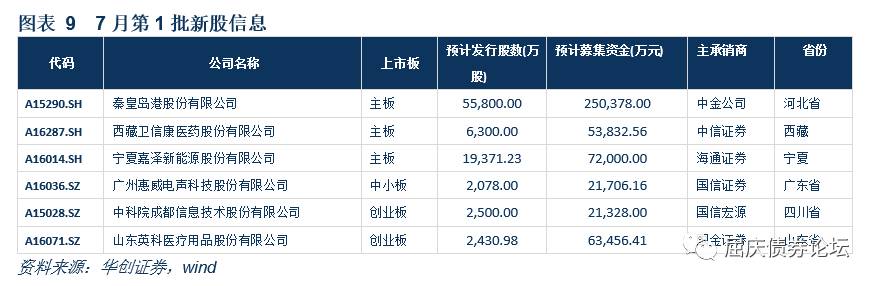 图表 9 7 月第 1 批新股信息
代码 公司名称 上市板 预计发行股数(万股) 预计募集资金(万元) 主承销商 省份
A15290.SH 秦皇岛港股份有限公司 主板 55,800.00 250,378.00 中金公司 河北省
A16287.SH 西藏卫信康医药股份有限公司 主板 6,300.00 53,832.56 中信证券 西藏
A16014.SH 宁夏嘉泽新能源股份有限公司 主板 19,371.23 72,000.00 海通证券 宁夏
A16036.SZ 广州惠威电声科技股份有限公司 中小板 2,078.00 21,706.16 国信证券 广东省
A15028.SZ 中科院成都信息技术股份有限公司 创业板 2,500.00 21,328.00 国信宏源 四川省
A16071.SZ 山东英科医疗用品股份有限公司 创业板 2,430.98 63,456.41 证券 山东省
屈庆债券论坛
资料来源：华创证券，wind